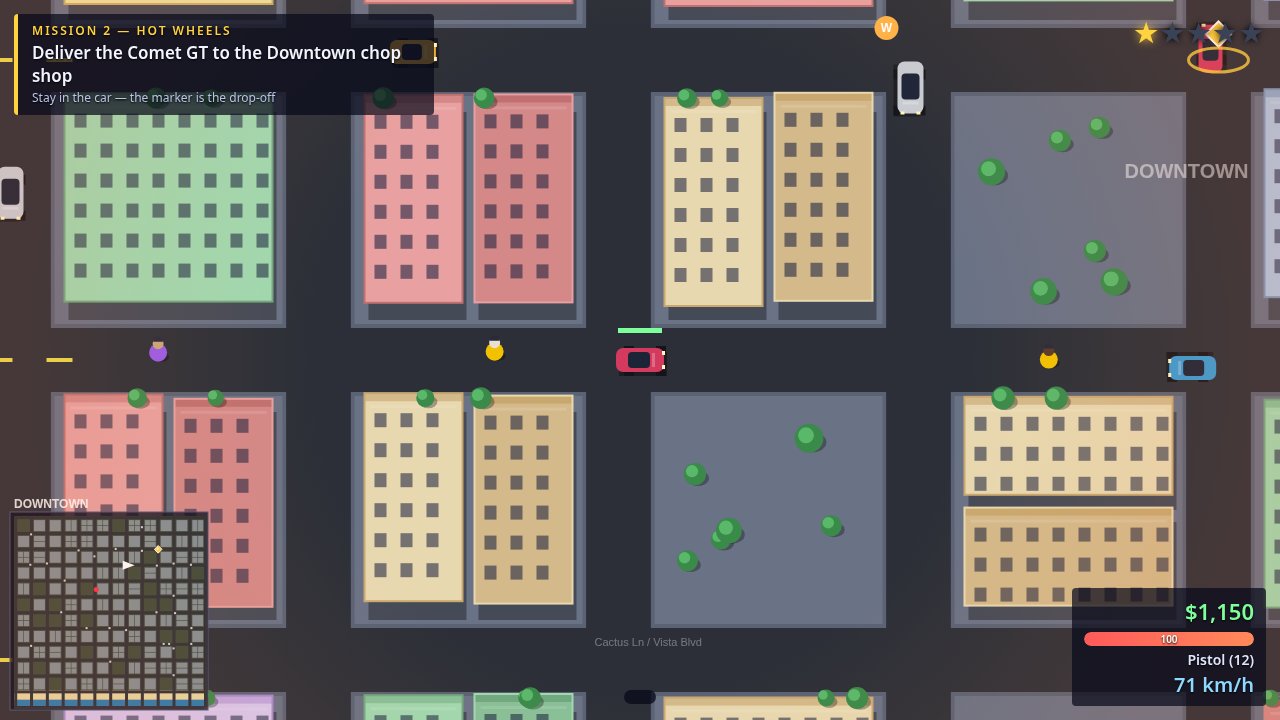 MISSION 2 — HOT WHEELS
Deliver the Comet GT to the Downtown chop
shop
Stay in the car — the marker is the drop-off
W
DOWNTOWN
DOWNTOWN
Cactus Ln / Vista Blvd
$1,150
100
Pistol (12)
71 km/h